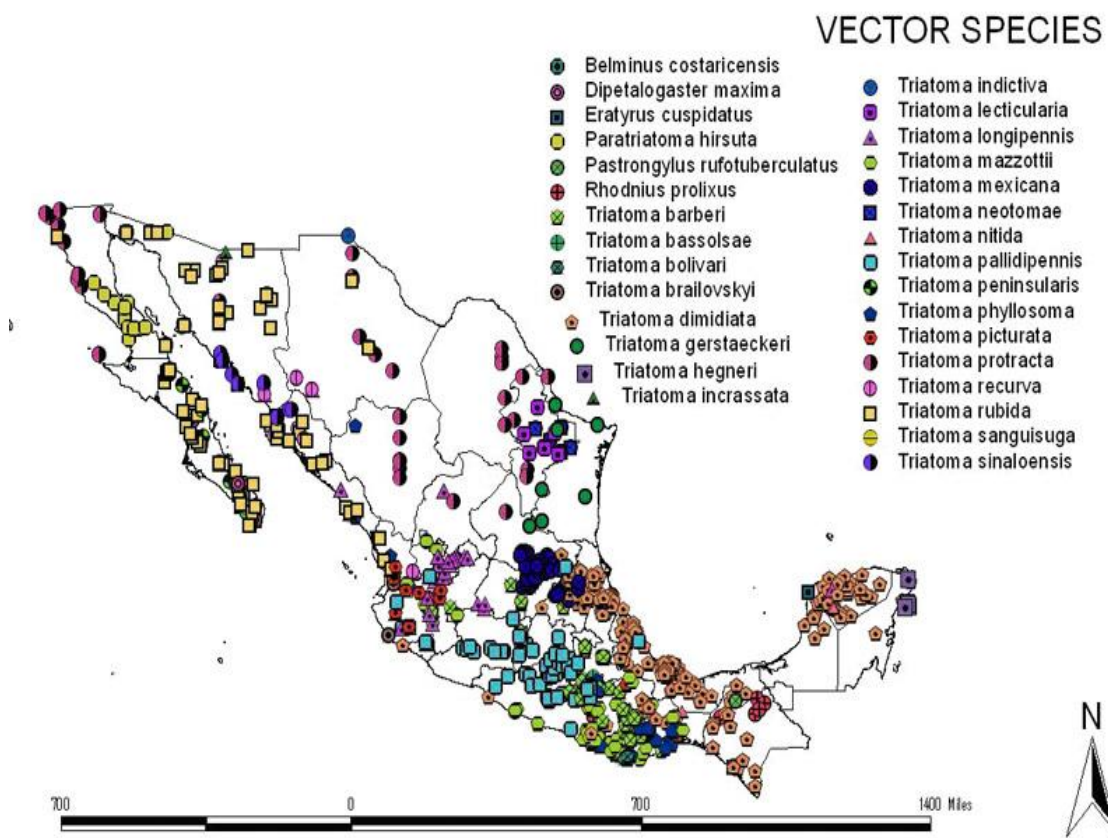 VECTOR SPECIES
Belminus costaricensis
Dipetalogaster maxima
Eratyrus cuspidatus
Paratriatoma hirsuta
Pastrongylus rufotuberculatus
Rhodnius prolixus
Triatoma barberi
Triatoma bassolsae
Triatoma bolivari
Triatoma brailovskyi
Triatoma dimidiata
Triatoma gerstaeckeri
Triatoma hegneri
Triatoma incrassata
Triatoma indictiva
Triatoma lecticularia
Triatoma longipennis
Triatoma mazzottii
Triatoma mexicana
Triatoma neotomae
Triatoma nitida
Triatoma pallidipennis
Triatoma peninsularis
Triatoma phyllosoma
Triatoma picturata
Triatoma protracta
Triatoma recurva
Triatoma rubida
Triatoma sanguisuga
Triatoma sinaloensis
N
700 0 700 1400 Miles